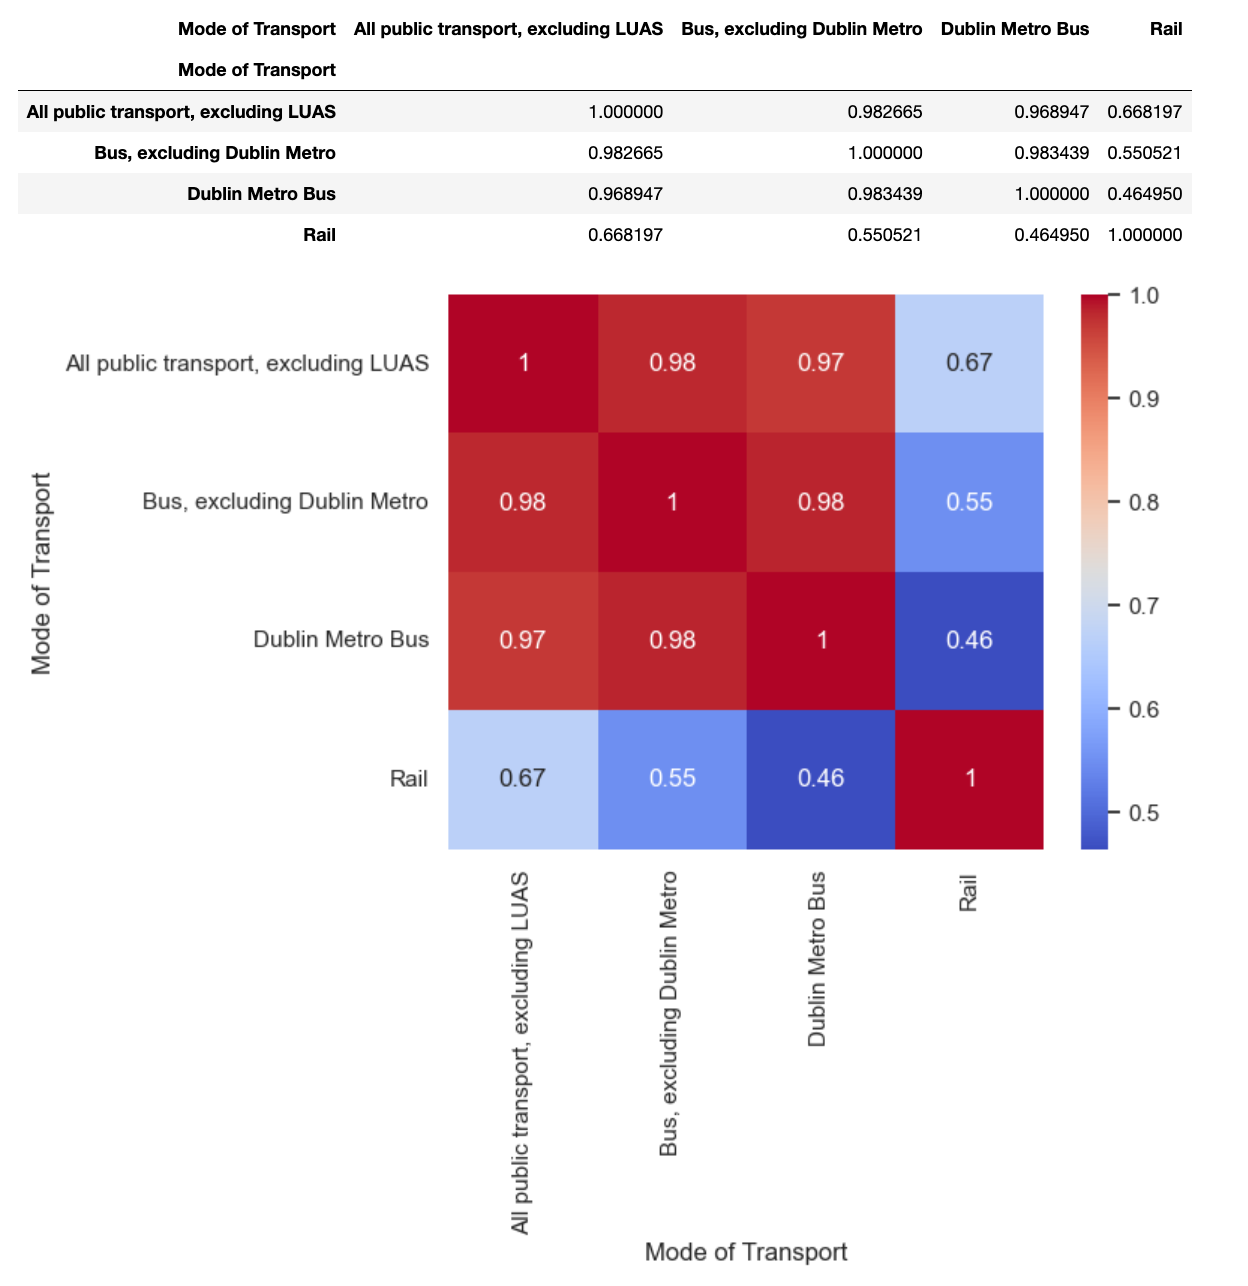 Mode of Transport All public transport, excluding LUAS Bus, excluding Dublin Metro Dublin Metro Bus Rail
Mode of Transport
All public transport, excluding LUAS 1.000000 0.982665 0.968947 0.668197
Bus, excluding Dublin Metro 0.982665 1.000000 0.983439 0.550521
Dublin Metro Bus 0.968947 0.983439 1.000000 0.464950
Rail 0.668197 0.550521 0.464950 1.000000
Mode of Transport
All public transport, excluding LUAS 1 0.98 0.97 0.67
Bus, excluding Dublin Metro 0.98 1 0.98 0.55
Dublin Metro Bus 0.97 0.98 1 0.46
Rail 0.67 0.55 0.46 1
1.0
0.9
0.8
0.7
0.6
0.5
All public transport, excluding LUAS
Bus, excluding Dublin Metro
Dublin Metro Bus
Rail
Mode of Transport